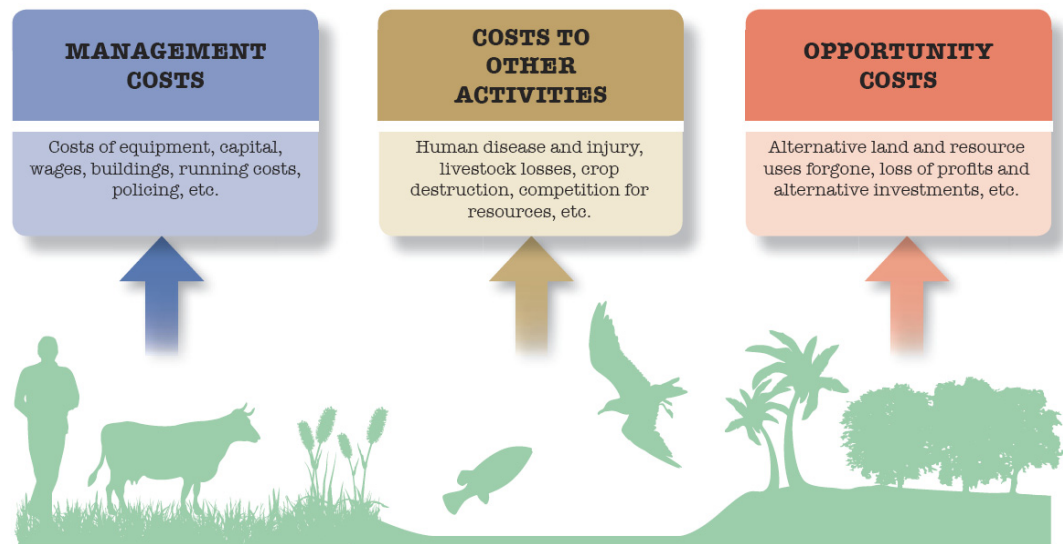 MANAGEMENT
COSTS
Costs of equipment, capital,
wages, buildings, running costs,
policing, etc.
COSTS TO
OTHER
ACTIVITIES
Human disease and injury,
livestock losses, crop
destruction, competition for
resources, etc.
OPPORTUNITY
COSTS
Alternative land and resource
uses forgone, loss of profits and
alternative investments, etc.